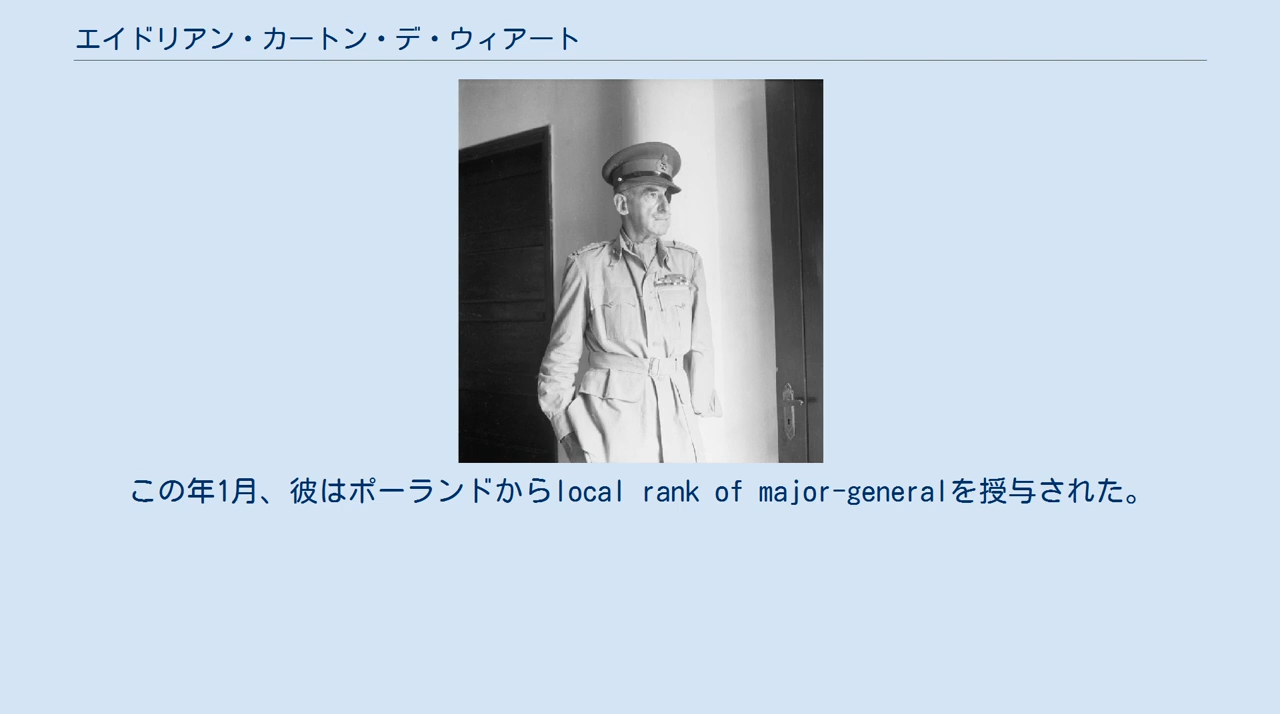 エイドリアン・カートン・デ・ウィアート
この年1月、彼はポーランドからlocal rank of major-generalを授与された。